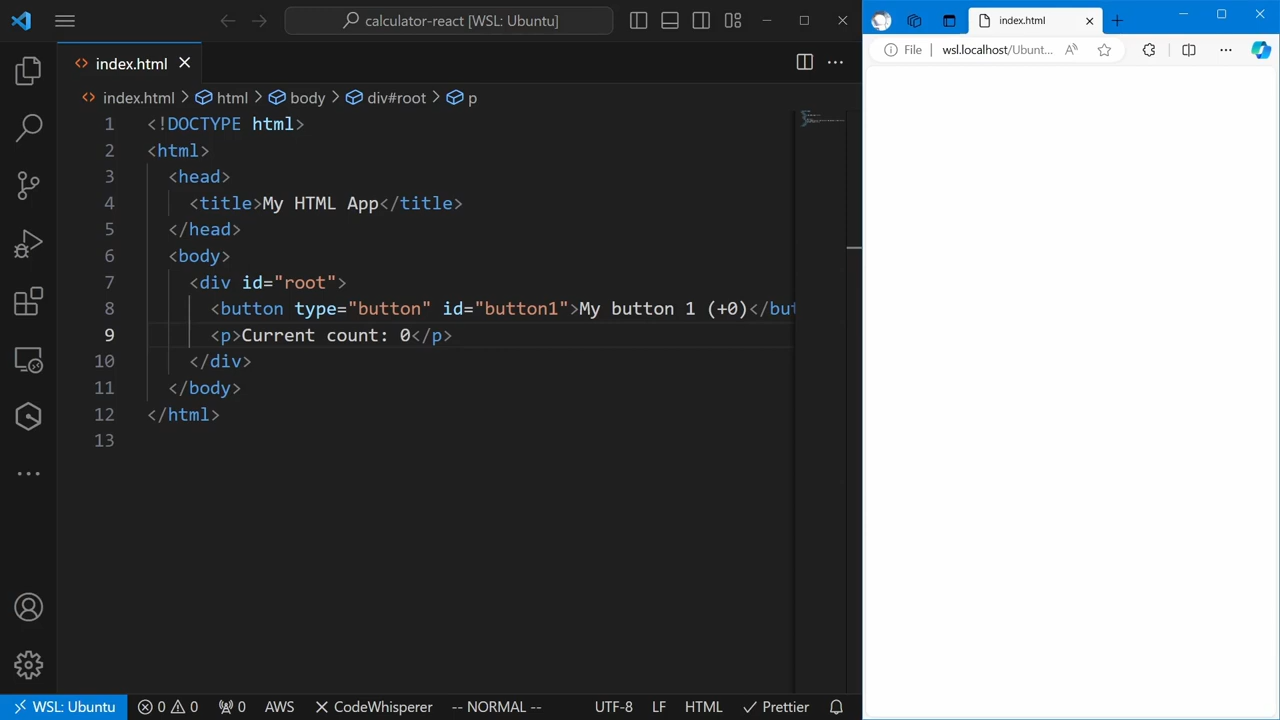 calculator-react [WSL: Ubuntu]
index.html
index.html
File
wsl.localhost/Ubunt...
index.html html body div#root p
1 <!DOCTYPE html>
2 <html>
3 <head>
4 <title>My HTML App</title>
5 </head>
6 <body>
7 <div id="root">
8 <button type="button" id="button1">My button 1 (+0)</but
9 <p>Current count: 0</p>
10 </div>
11 </body>
12 </html>
13
WSL: Ubuntu 0 0 0 AWS CodeWhisperer -- NORMAL -- UTF-8 LF HTML Prettier